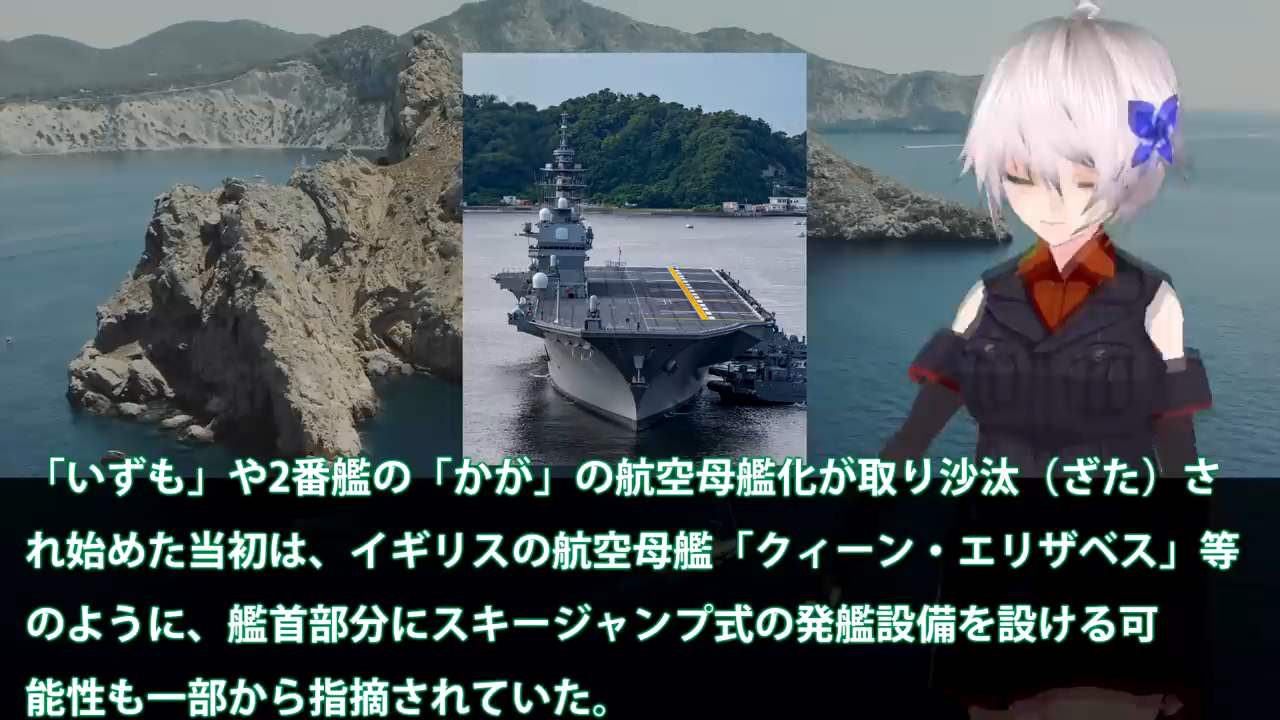 「いずも」や2番艦の「かが」の航空母艦化が取り沙汰（ざた）さ
れ始めた当初は、イギリスの航空母艦「クィーン・エリザベス」等
のように、艦首部分にスキージャンプ式の発艦設備を設ける可
能性も一部から指摘されていた。